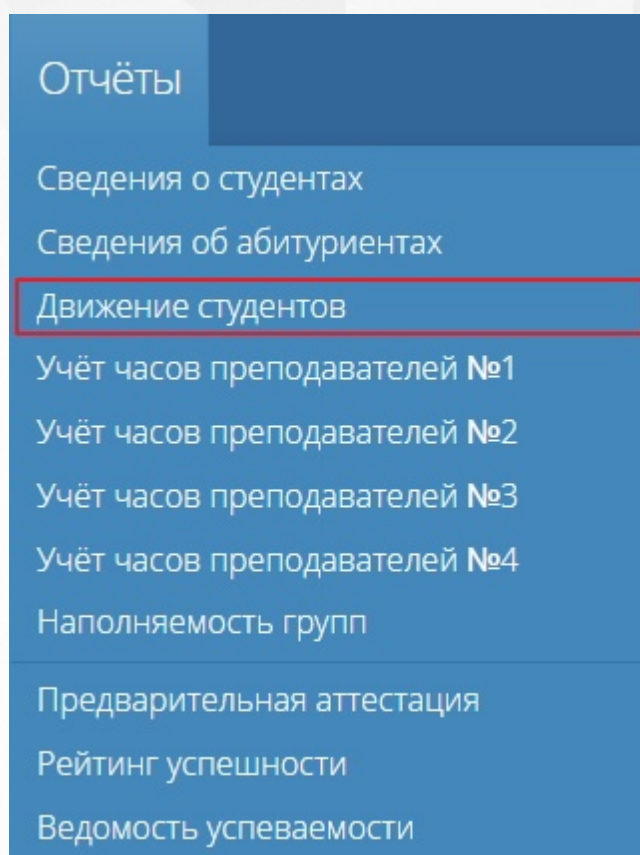 Отчёты
Сведения о студентах
Сведения об абитуриентах
Движение студентов
Учёт часов преподавателей №1
Учёт часов преподавателей №2
Учёт часов преподавателей №3
Учёт часов преподавателей №4
Наполняемость групп
Предварительная аттестация
Рейтинг успешности
Ведомость успеваемости